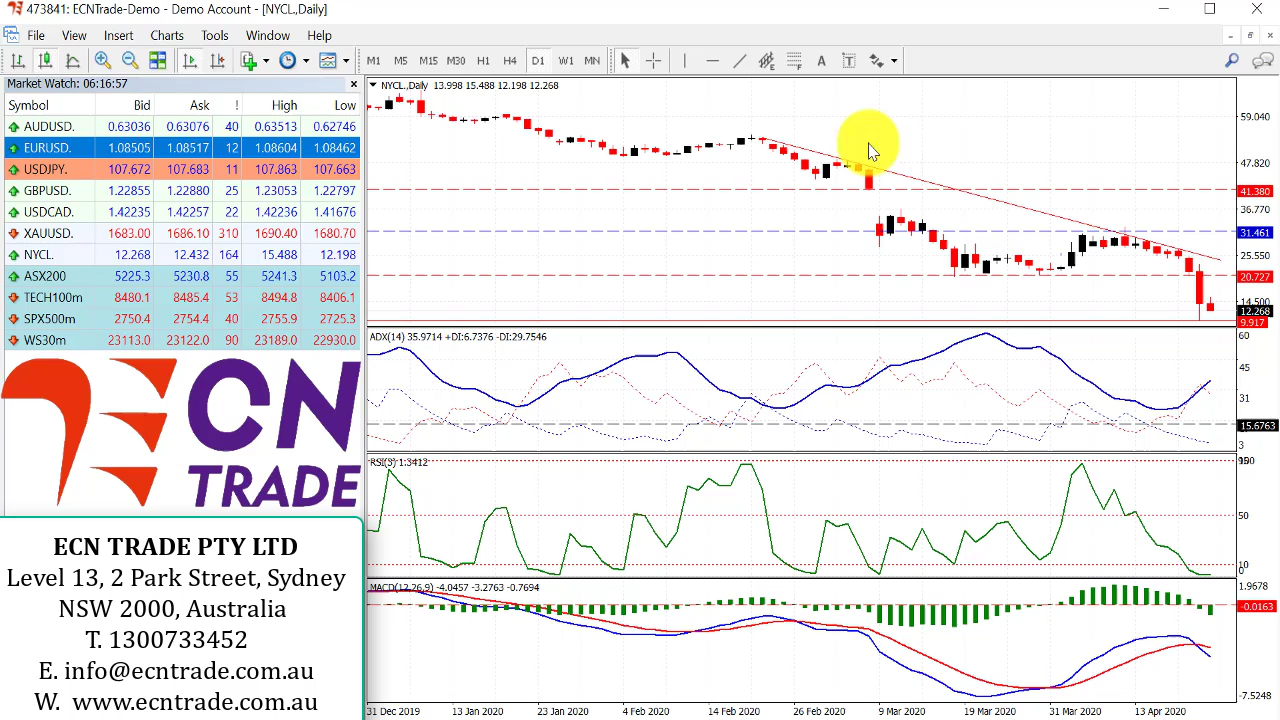 473841: ECNTrade-Demo - Demo Account - [NYCL,Daily]
File View Insert Charts Tools Window Help
M1 M5 M15 M30 H1 H4 D1 W1 MN
Market Watch: 06:16:57
Symbol Bid Ask ! High Low
AUDUSD. 0.63036 0.63076 40 0.63513 0.62746
EURUSD. 1.08505 1.08517 12 1.08604 1.08462
USDJPY. 107.672 107.683 11 107.863 107.663
GBPUSD. 1.22855 1.22880 25 1.23053 1.22797
USDCAD. 1.42235 1.42257 22 1.42236 1.41676
XAUUSD. 1683.00 1686.10 310 1690.40 1680.70
NYCL. 12.268 12.432 164 15.488 12.198
ASX200 5225.3 5230.8 55 5241.3 5103.2
TECH100m 8480.1 8485.4 53 8494.8 8406.1
SPX500m 2750.4 2754.4 40 2755.9 2725.3
WS30m 23113.0 23122.0 90 23189.0 22930.0
ECN
TRADE
ECN TRADE PTY LTD
Level 13, 2 Park Street, Sydney
NSW 2000, Australia
T. 1300733452
E. info@ecntrade.com.au
W. www.ecntrade.com.au
NYCL.,Daily 13.998 15.488 12.198 12.268
59.040
47.820
41.380
36.770
31.461
25.550
20.727
14.500
12.268
9.917
ADX(14) 35.9714 +DI:6.7376 -DI:29.7546
60
45
31
15.6763
3
RSI(3) 1.3412
50
10
0
MACD(12,26,9) -4.0457 -3.2763 -0.7694
1.9678
-0.0163
-7.5248
31 Dec 2019 13 Jan 2020 23 Jan 2020 4 Feb 2020 14 Feb 2020 26 Feb 2020 9 Mar 2020 19 Mar 2020 31 Mar 2020 13 Apr 2020